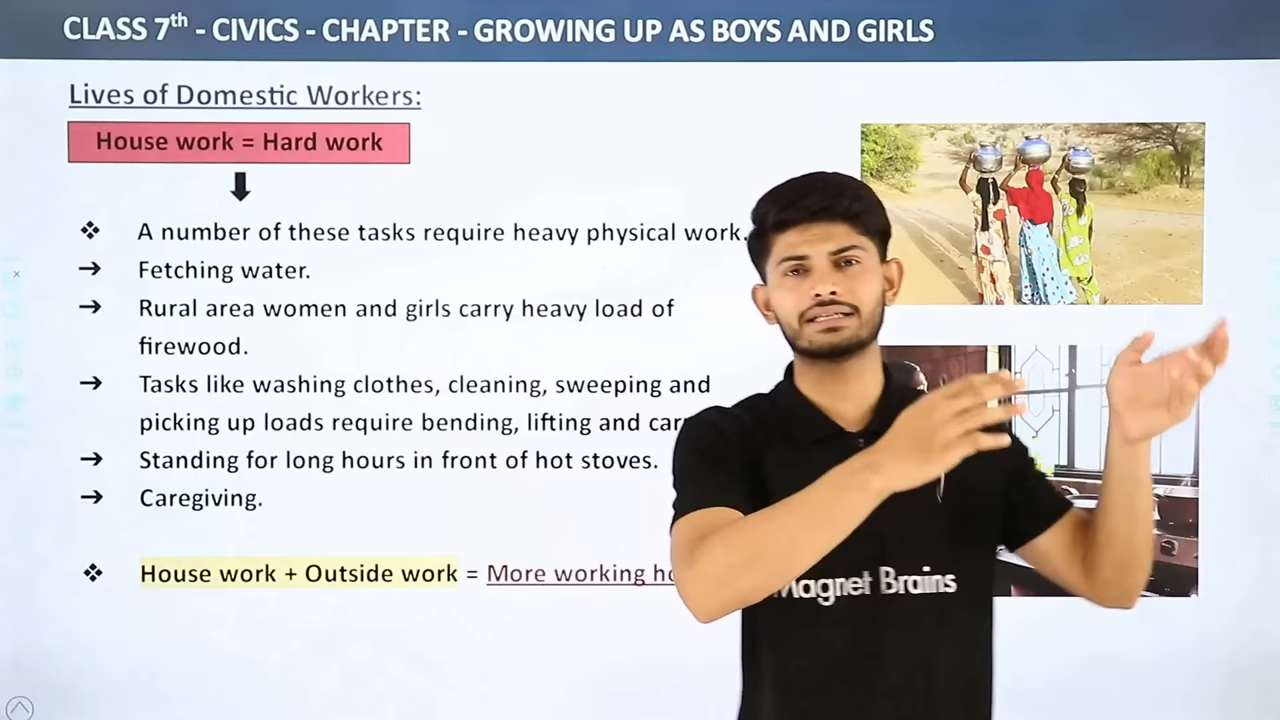 CLASS 7th - CIVICS - CHAPTER - GROWING UP AS BOYS AND GIRLS
Lives of Domestic Workers:
House work = Hard work
❖ A number of these tasks require heavy physical work.
→ Fetching water.
→ Rural area women and girls carry heavy load of
firewood.
→ Tasks like washing clothes, cleaning, sweeping and
picking up loads require bending, lifting and
→ Standing for long hours in front of hot stoves.
→ Caregiving.
❖ House work + Outside work = More working
Magnet Brains